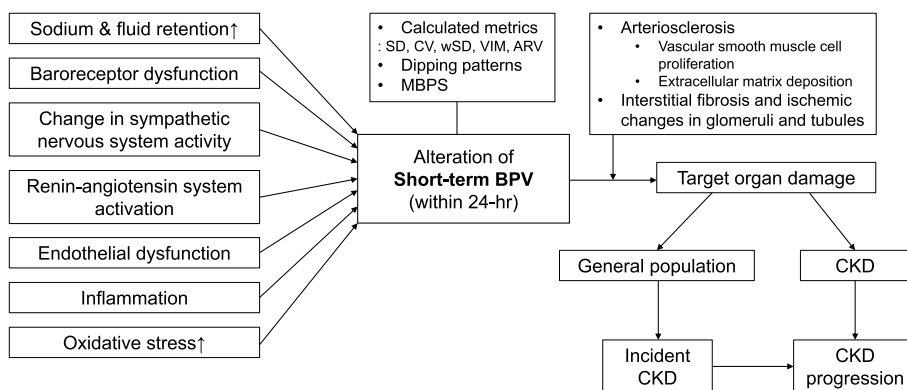 Sodium & fluid retention↑
Baroreceptor dysfunction
Change in sympathetic
nervous system activity
Renin-angiotensin system
activation
Endothelial dysfunction
Inflammation
Oxidative stress↑
• Calculated metrics
: SD, CV, wSD, VIM, ARV
• Dipping patterns
• MBPS
Alteration of
Short-term BPV
(within 24-hr)
• Arteriosclerosis
• Vascular smooth muscle cell
proliferation
• Extracellular matrix deposition
• Interstitial fibrosis and ischemic
changes in glomeruli and tubules
Target organ damage
General population
CKD
Incident
CKD
CKD
progression